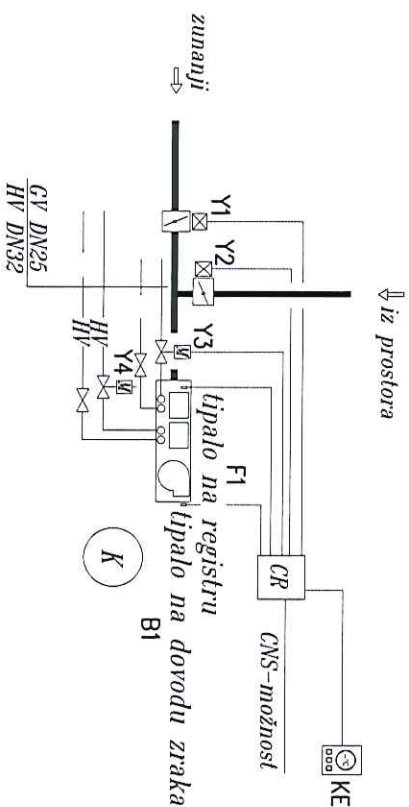 zunanji
iz prostora
Y1
Y2
GV DN25
HV DN32
Y3
HV
HV
Y4
tipalo na registru
F1
tipalo na dovodu zraka
B1
K
CR
CNS-možnost
KE
°C
M
M